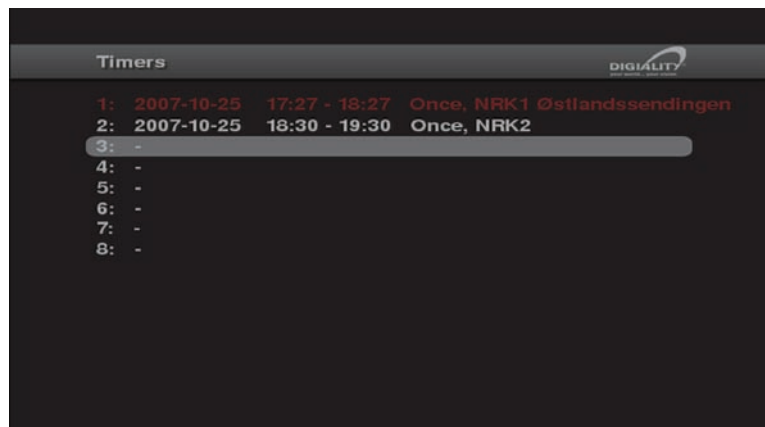 Timers
DIGIALITY
1: 2007-10-25 17:27 - 18:27 Once, NRK1 Østlandssendingen
2: 2007-10-25 18:30 - 19:30 Once, NRK2
3: -
4: -
5: -
6: -
7: -
8: -